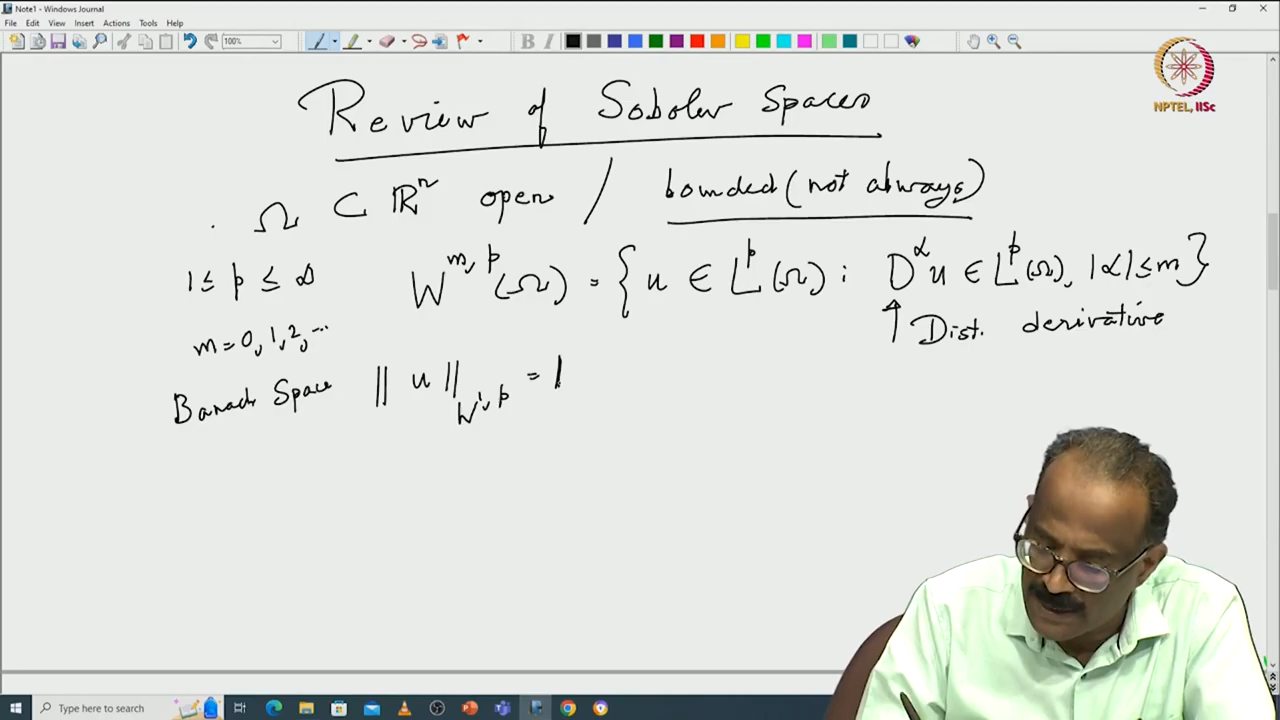 Note1 - Windows Journal
File Edit View Insert Actions Tools Help
100%
B I
NPTEL, IISc
Review of Sobolev Spaces
Ω ⊂ ℝⁿ open / bounded (not always)
1 ≤ p ≤ ∞ W^{m,p}(Ω) = { u ∈ L^p(Ω) : D^α u ∈ L^p(Ω), |α| ≤ m }
↑ Dist. derivative
m = 0, 1, 2, ...
Banach Space || u ||_{W^{1,p}} = |
Type here to search